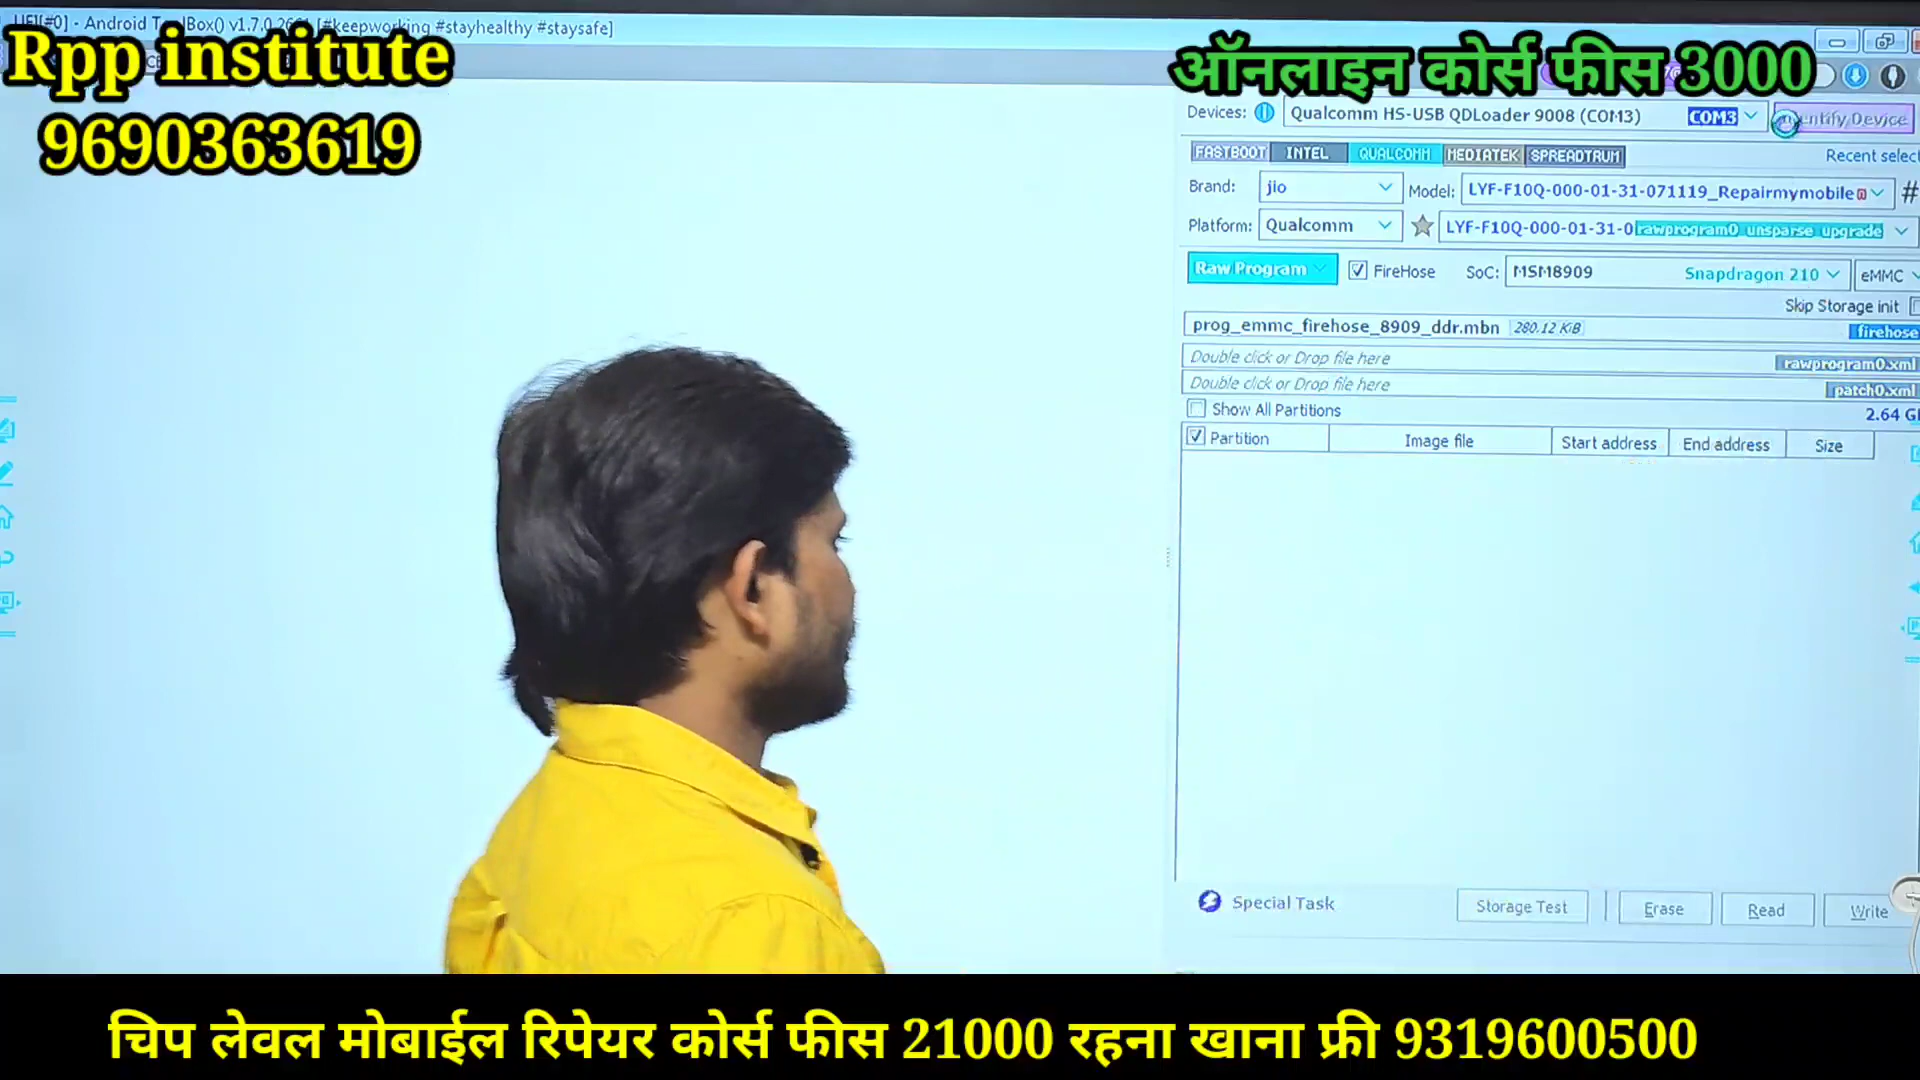 - Android ToolBox() v1.7.0.2661 [#keepworking #stayhealthy #staysafe]
Rpp institute
9690363619
ऑनलाइन कोर्स फीस 3000
Devices: Qualcomm HS-USB QDLoader 9008 (COM3) COM3 Identify Device
FASTBOOT INTEL QUALCOMM MEDIATEK SPREADTRUM Recent select
Brand: jio Model: LYF-F10Q-000-01-31-071119_Repairmymobile #
Platform: Qualcomm LYF-F10Q-000-01-31-0 rawprogram0_unsparse_upgrade
Raw Program FireHose SoC: MSM8909 Snapdragon 210 eMMC
Skip Storage init
prog_emmc_firehose_8909_ddr.mbn 280.12 KiB firehose
Double click or Drop file here rawprogram0.xml
Double click or Drop file here patch0.xml
Show All Partitions 2.64 G
Partition Image file Start address End address Size
Special Task Storage Test Erase Read Write
चिप लेवल मोबाईल रिपेयर कोर्स फीस 21000 रहना खाना फ्री 9319600500